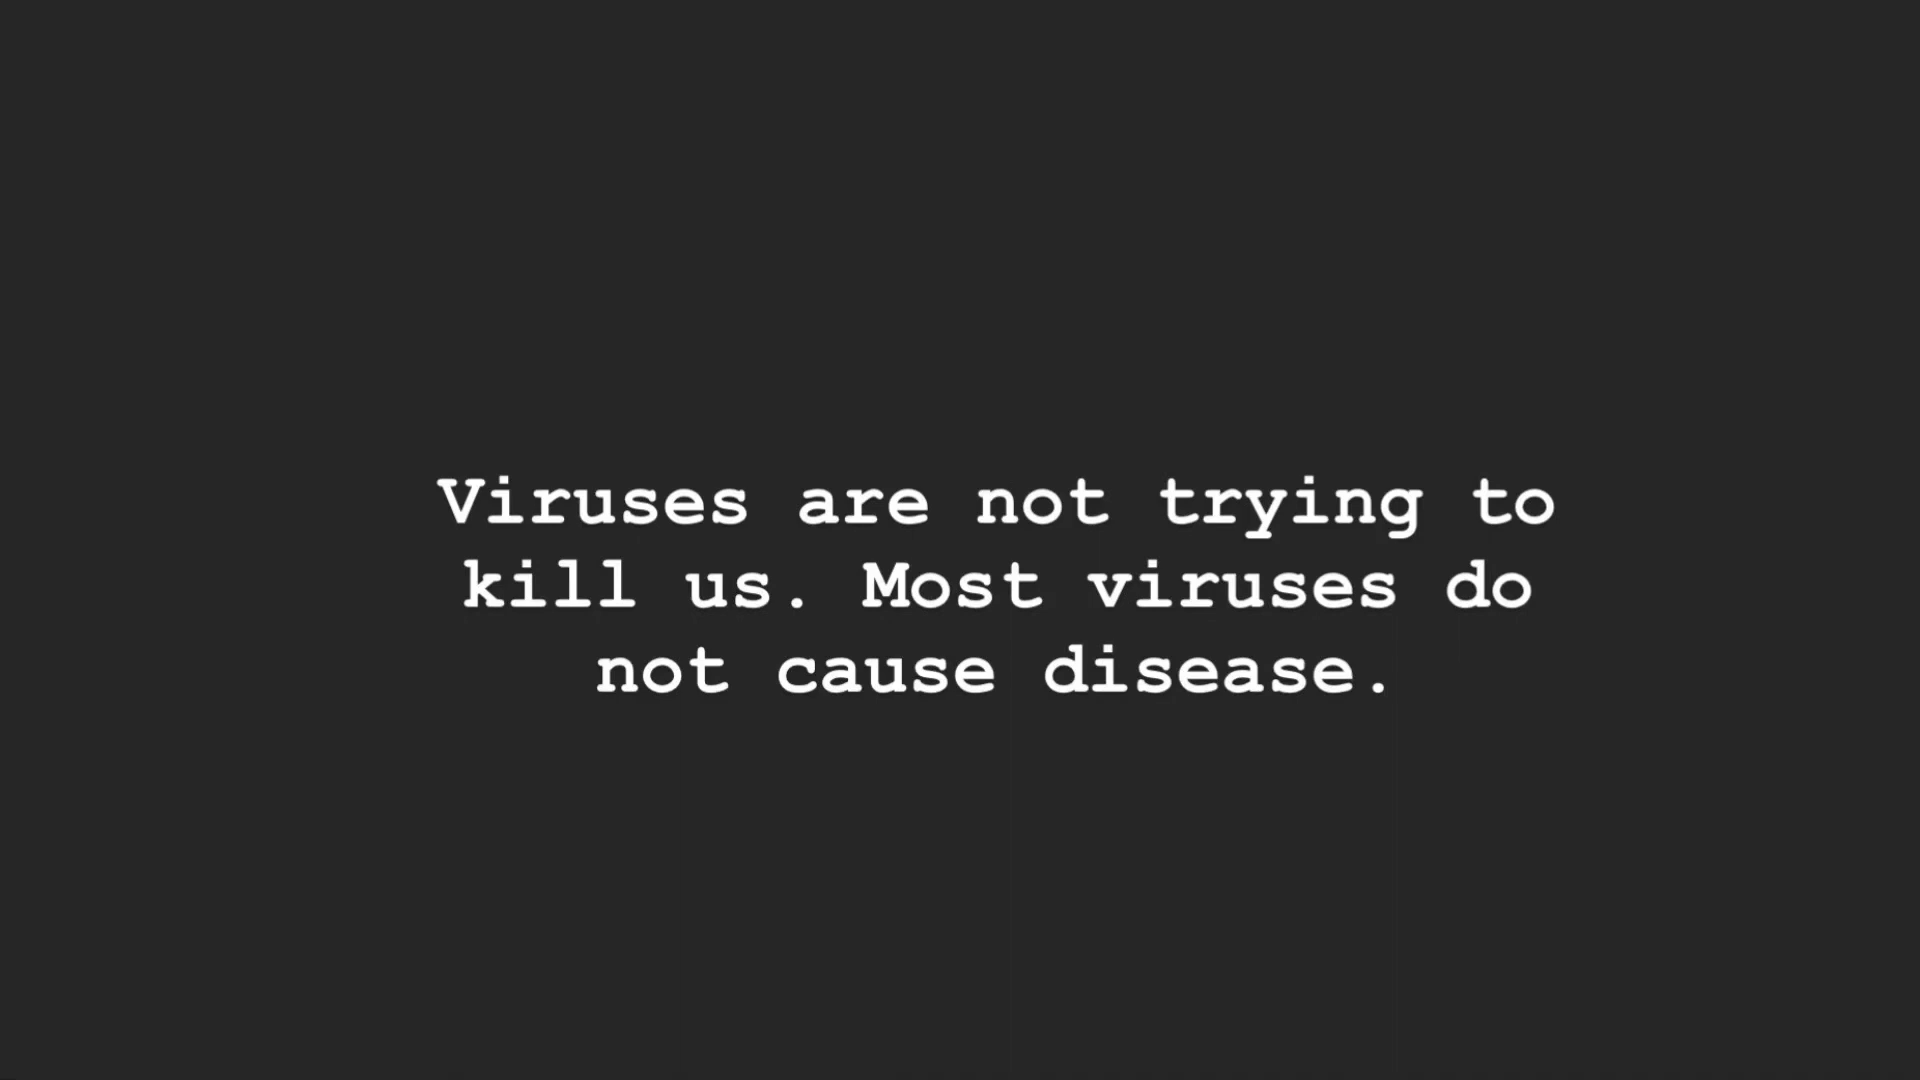 Viruses are not trying to
kill us. Most viruses do
not cause disease.